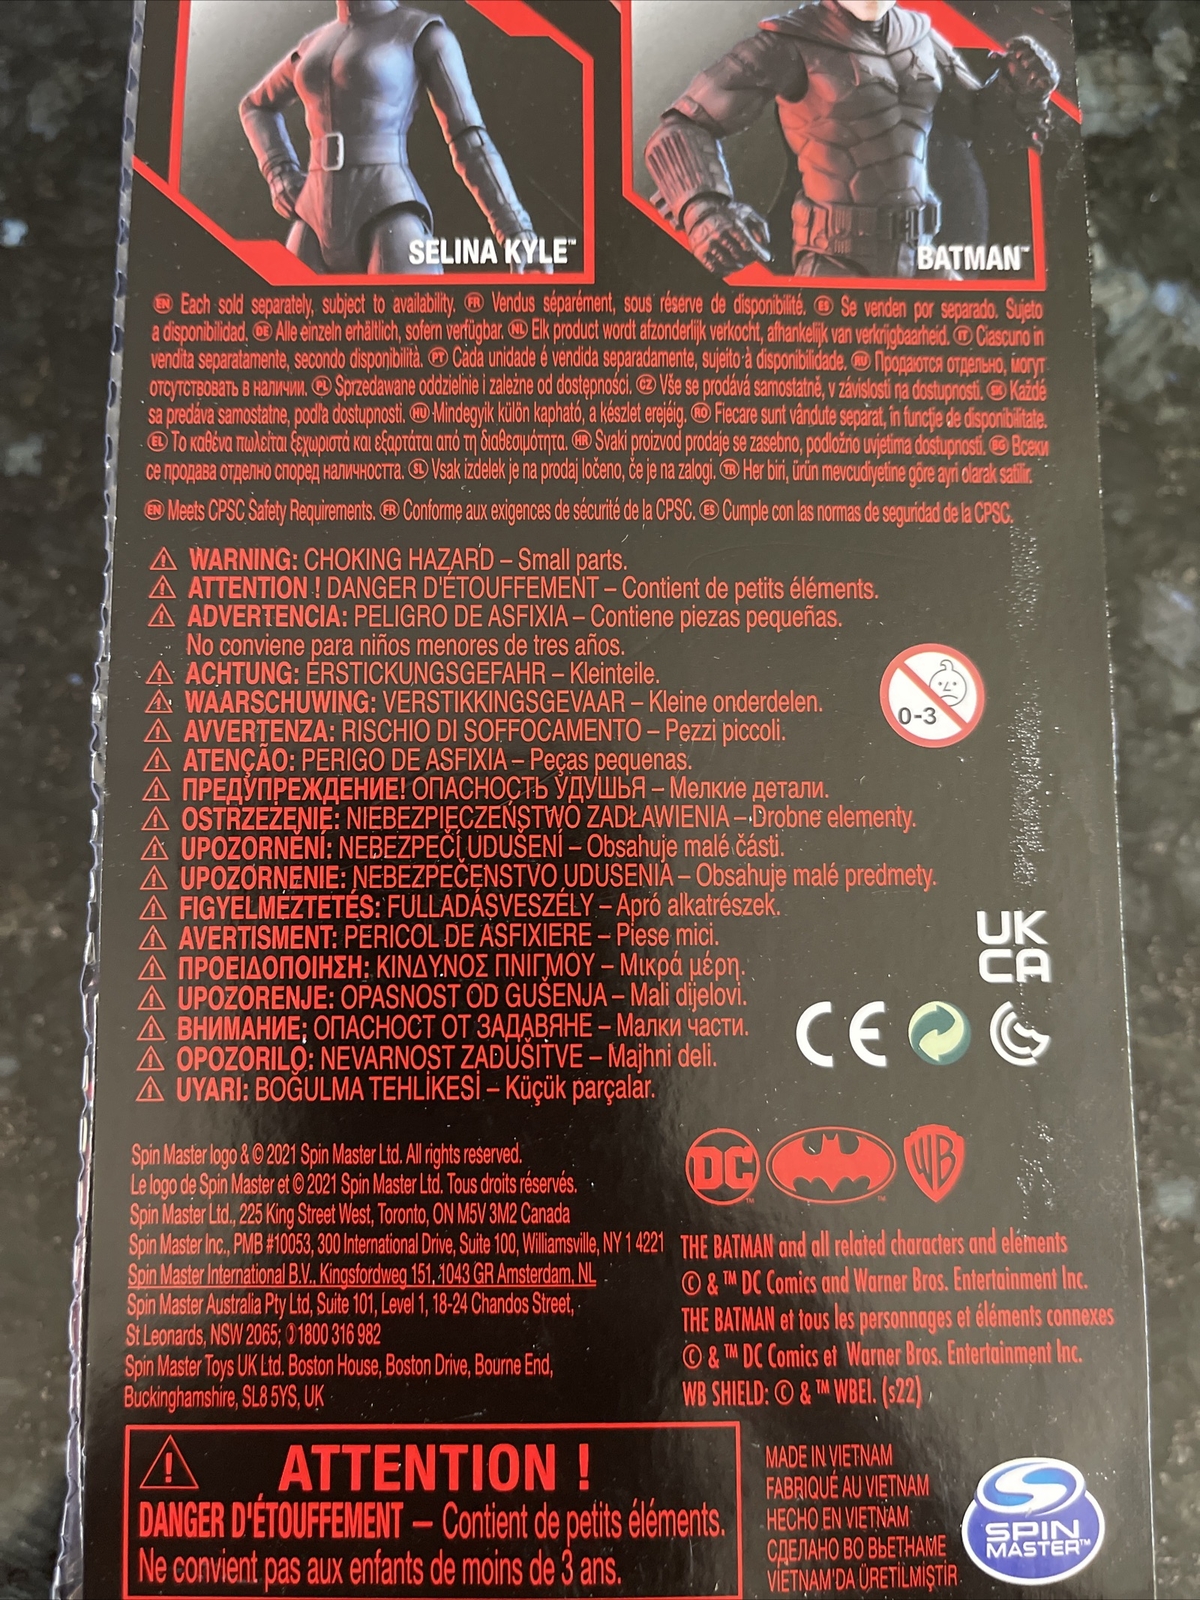 SELINA KYLE™
BATMAN™
EN Each sold separately, subject to availability. FR Vendus séparément, sous réserve de disponibilité. ES Se venden por separado. Sujeto
a disponibilidad. DE Alle einzeln erhältlich, sofern verfügbar. NL Elk product wordt afzonderlijk verkocht, afhankelijk van verkrijgbaarheid. IT Ciascuno in
vendita separatamente, secondo disponibilità. PT Cada unidade é vendida separadamente, sujeito à disponibilidade. RU Продаются отдельно, могут
отсутствовать в наличии. PL Sprzedawane oddzielnie i zależne od dostępności. CZ Vše se prodává samostatně, v závislosti na dostupnosti. SK Každé
sa predáva samostatne, podľa dostupnosti. HU Mindegyik külön kapható, a készlet erejéig. RO Fiecare sunt vândute separat, în funcție de disponibilitate.
EL Το καθένα πωλείται ξεχωριστά και εξαρτάται από τη διαθεσιμότητα. HR Svaki proizvod prodaje se zasebno, podložno uvjetima dostupnosti. BG Всеки
се продава отделно според наличността. SL Vsak izdelek je na prodaj ločeno, če je na zalogi. TR Her biri, ürün mevcudiyetine göre ayrı olarak satılır.
EN Meets CPSC Safety Requirements. FR Conforme aux exigences de sécurité de la CPSC. ES Cumple con las normas de seguridad de la CPSC.
WARNING: CHOKING HAZARD – Small parts.
ATTENTION ! DANGER D'ÉTOUFFEMENT – Contient de petits éléments.
ADVERTENCIA: PELIGRO DE ASFIXIA – Contiene piezas pequeñas.
No conviene para niños menores de tres años.
ACHTUNG: ERSTICKUNGSGEFAHR – Kleinteile.
WAARSCHUWING: VERSTIKKINGSGEVAAR – Kleine onderdelen.
AVVERTENZA: RISCHIO DI SOFFOCAMENTO – Pezzi piccoli.
ATENÇÃO: PERIGO DE ASFIXIA – Peças pequenas.
ПРЕДУПРЕЖДЕНИЕ! ОПАСНОСТЬ УДУШЬЯ – Мелкие детали.
OSTRZEŻENIE: NIEBEZPIECZEŃSTWO ZADŁAWIENIA – Drobne elementy.
UPOZORNĚNÍ: NEBEZPEČÍ UDUŠENÍ – Obsahuje malé části.
UPOZORNENIE: NEBEZPEČENSTVO UDUSENIA – Obsahuje malé predmety.
FIGYELMEZTETÉS: FULLADÁSVESZÉLY – Apró alkatrészek.
AVERTISMENT: PERICOL DE ASFIXIERE – Piese mici.
ΠΡΟΕΙΔΟΠΟΙΗΣΗ: ΚΙΝΔΥΝΟΣ ΠΝΙΓΜΟΥ – Μικρά μέρη.
UPOZORENJE: OPASNOST OD GUŠENJA – Mali dijelovi.
ВНИМАНИЕ: ОПАСНОСТ ОТ ЗАДАВЯНЕ – Малки части.
OPOZORILO: NEVARNOST ZADUŠITVE – Majhni deli.
UYARI: BOĞULMA TEHLİKESİ – Küçük parçalar.
0-3
UK
CA
CE
Spin Master logo & © 2021 Spin Master Ltd. All rights reserved.
Le logo de Spin Master et © 2021 Spin Master Ltd. Tous droits réservés.
Spin Master Ltd., 225 King Street West, Toronto, ON M5V 3M2 Canada
Spin Master Inc., PMB #10053, 300 International Drive, Suite 100, Williamsville, NY 1 4221
Spin Master International B.V., Kingsfordweg 151, 1043 GR Amsterdam, NL
Spin Master Australia Pty Ltd, Suite 101, Level 1, 18-24 Chandos Street,
St Leonards, NSW 2065; 1800 316 982
Spin Master Toys UK Ltd. Boston House, Boston Drive, Bourne End,
Buckinghamshire, SL8 5YS, UK
DC™
™
WB
THE BATMAN and all related characters and elements
© & ™ DC Comics and Warner Bros. Entertainment Inc.
THE BATMAN et tous les personnages et éléments connexes
© & ™ DC Comics et Warner Bros. Entertainment Inc.
WB SHIELD: © & ™ WBEI. (s22)
ATTENTION !
DANGER D'ÉTOUFFEMENT – Contient de petits éléments.
Ne convient pas aux enfants de moins de 3 ans.
MADE IN VIETNAM
FABRIQUÉ AU VIETNAM
HECHO EN VIETNAM
СДЕЛАНО ВО ВЬЕТНАМЕ
VİETNAM'DA ÜRETİLMİŞTİR
SPIN
MASTER™